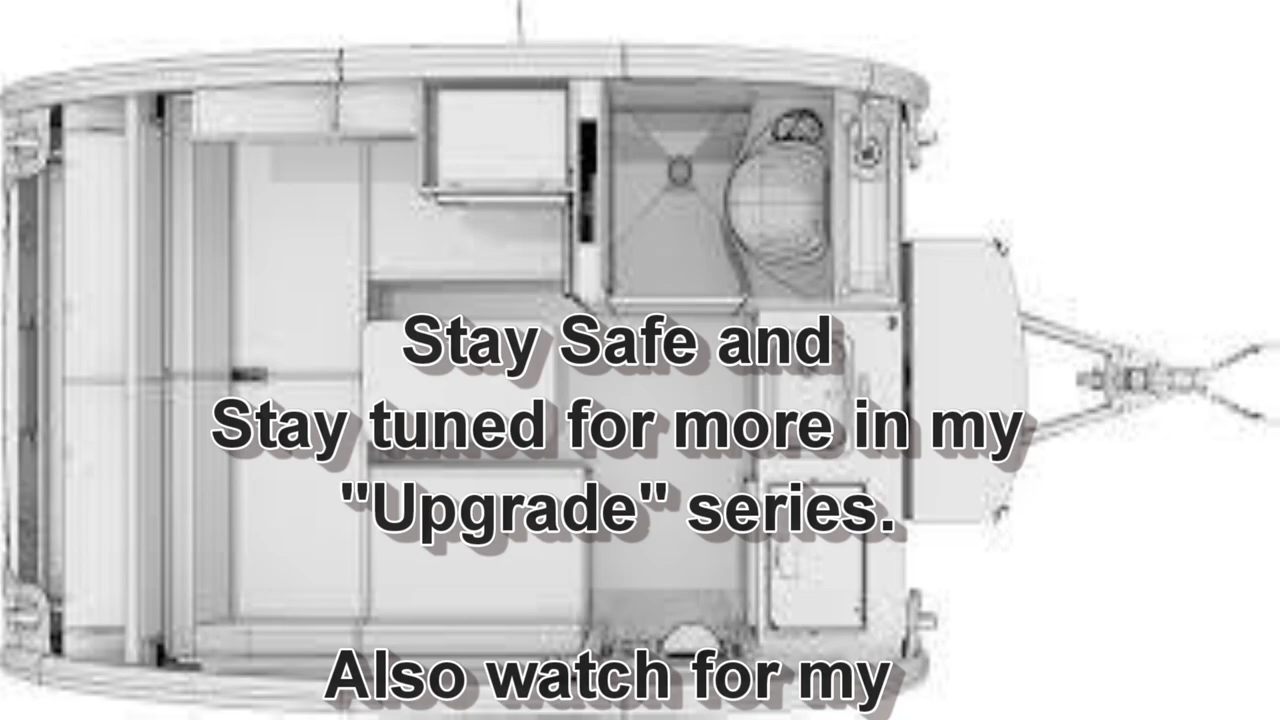 Stay Safe and
Stay tuned for more in my
"Upgrade" series.
Also watch for my